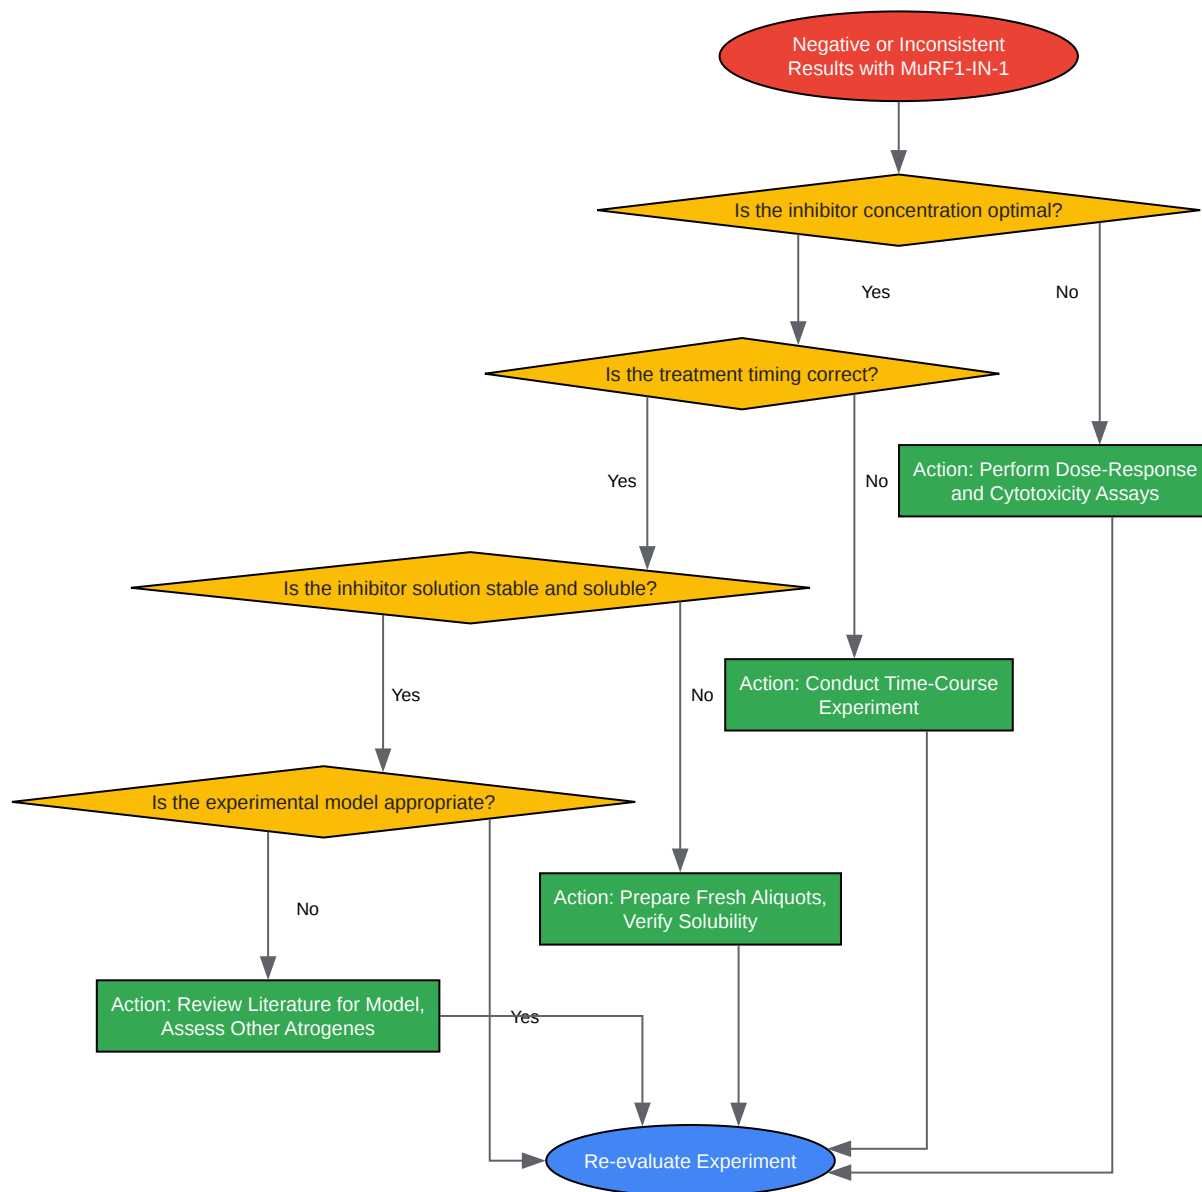 Negative or Inconsistent
Results with MuRF1-IN-1
Is the inhibitor concentration optimal?
Yes
No
Is the treatment timing correct?
Action: Perform Dose-Response
and Cytotoxicity Assays
Yes
No
Is the inhibitor solution stable and soluble?
Action: Conduct Time-Course
Experiment
Yes
No
Is the experimental model appropriate?
Action: Prepare Fresh Aliquots,
Verify Solubility
No
Action: Review Literature for Model,
Assess Other Atrogenes
Yes
Re-evaluate Experiment